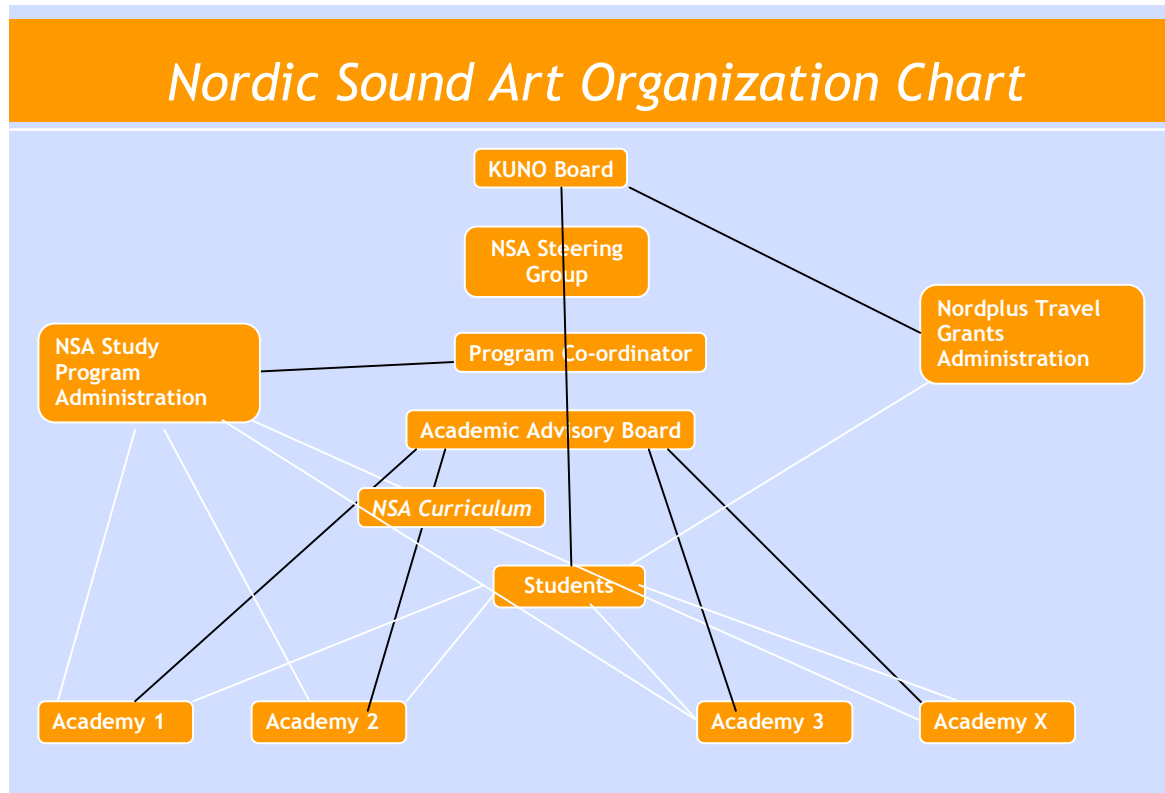 Nordic Sound Art Organization Chart
KUNO Board
NSA Steering
Group
Nordplus Travel
Grants
Administration
NSA Study
Program
Administration
Program Co-ordinator
Academic Advisory Board
NSA Curriculum
Students
Academy 1
Academy 2
Academy 3
Academy X